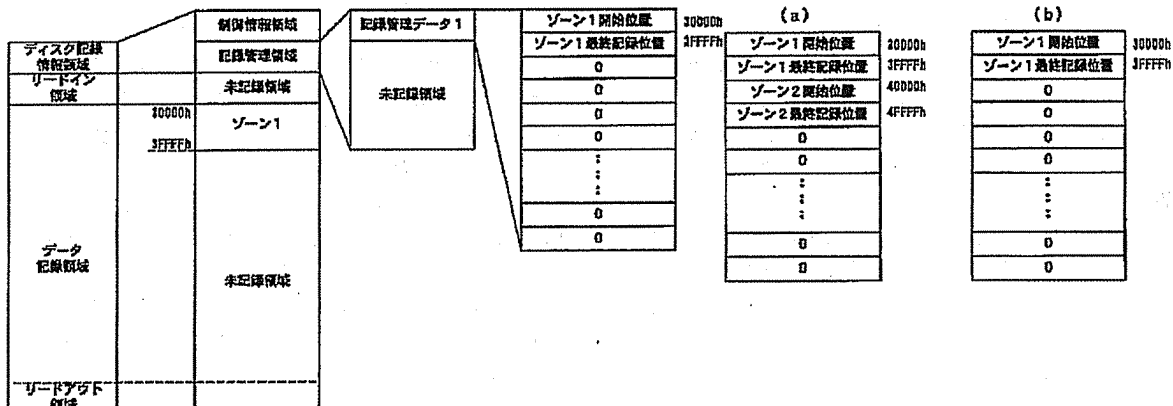 ディスク記録
情報領域
リードイン
領域
データ
記録領域
リードアウト
領域
30000h
3FFFFh
制御情報領域
記録管理領域
未記録領域
ゾーン1
未記録領域
記録管理データ1
未記録領域
ゾーン1開始位置
30000h
ゾーン1最終記録位置
3FFFFh
0
0
0
0
0
0
(a)
ゾーン1開始位置
30000h
ゾーン1最終記録位置
3FFFFh
ゾーン2開始位置
40000h
ゾーン2最終記録位置
4FFFFh
0
0
0
0
(b)
ゾーン1開始位置
30000h
ゾーン1最終記録位置
3FFFFh
0
0
0
0
0
0